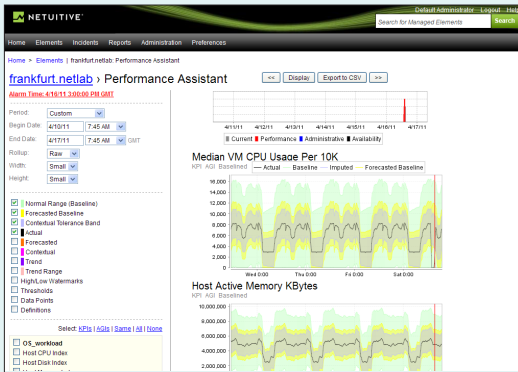 NETUITIVE
Default Administrator Logout Help
Search for Managed Elements Search
Home Elements Incidents Reports Administration Preferences
Home > Elements | frankfurt.netlab: Performance Assistant
frankfurt.netlab › Performance Assistant
<< Display Export to CSV >>
Alarm Time: 4/16/11 3:00:00 PM GMT
Period: Custom
Begin Date: 4/10/11 7:45 AM
End Date: 4/17/11 7:45 AM GMT
Rollup: Raw
Width: Small
Height: Small
4/11/11 4/12/11 4/13/11 4/14/11 4/15/11 4/16/11 4/17/11
Current Performance Administrative Availability
Median VM CPU Usage Per 10K
KPI AGI Baselined
Actual Baseline Imputed Forecasted Baseline
16,000
14,000
12,000
10,000
8,000
6,000
4,000
2,000
0
Wed 0:00 Thu 0:00 Fri 0:00 Sat 0:00
Normal Range (Baseline)
Forecasted Baseline
Contextual Tolerance Band
Actual
Forecasted
Contextual
Trend
Trend Range
High/Low Watermarks
Thresholds
Data Points
Definitions
Select: KPIs | AGIs | Same | All | None
OS_workload
Host CPU Index
Host Disk Index
Host Active Memory KBytes
KPI AGI Baselined
10,000,000
8,000,000
6,000,000
4,000,000
2,000,000